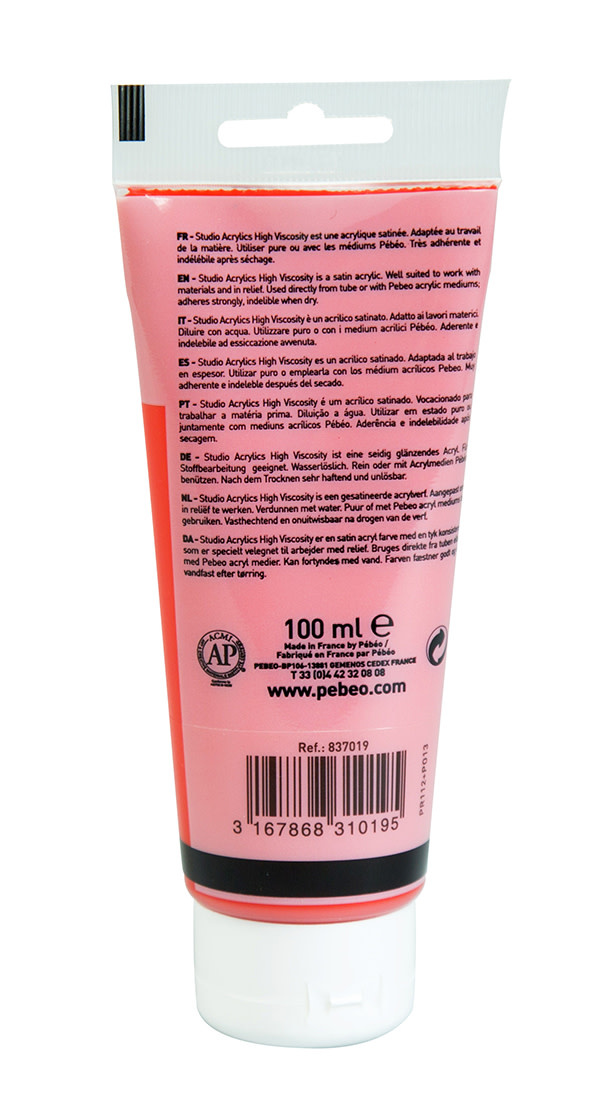 FR - Studio Acrylics High Viscosity est une acrylique satinée. Adaptée au travail
de la matière. Utiliser pure ou avec les médiums Pébéo. Très adhérente et
indélébile après séchage.
EN - Studio Acrylics High Viscosity is a satin acrylic. Well suited to work with
materials and in relief. Used directly from tube or with Pebeo acrylic mediums;
adheres strongly, indelible when dry.
IT - Studio Acrylics High Viscosity è un acrilico satinato. Adatto ai lavori materici.
Diluire con acqua. Utilizzare puro o con i medium acrilici Pébéo. Aderente e
indelebile ad essiccazione avvenuta.
ES - Studio Acrylics High Viscosity es un acrílico satinado. Adaptada al trabajo
en espesor. Utilizar puro o emplearla con los médium acrílicos Pebeo. Muy
adherente e indeleble después del secado.
PT - Studio Acrylics High Viscosity é um acrílico satinado. Vocacionado para
trabalhar a matéria prima. Diluição a água. Utilizar em estado puro ou
juntamente com mediuns acrílicos Pébéo. Aderência e indelebilidade após
secagem.
DE - Studio Acrylics High Viscosity ist eine seidig glänzendes Acryl. Für
Stoffbearbeitung geeignet. Wasserlöslich. Rein oder mit Acrylmedien Pébéo
benützen. Nach dem Trocknen sehr haftend und unlösbar.
NL - Studio Acrylics High Viscosity is een gesatineerde acrylverf. Aangepast om
in reliëf te werken. Verdunnen met water. Puur of met Pebeo acryl mediums
gebruiken. Vasthechtend en onuitwisbaar na drogen van de verf.
DA - Studio Acrylics High Viscosity er en satin acryl farve med en tyk konsistens
som er specielt velegnet til arbejder med relief. Bruges direkte fra tuben
med Pebeo acryl medier. Kan fortyndes med vand. Farven fæstner godt og
vandfast efter tørring.
100 ml e
Made in France by Pébéo /
Fabriqué en France par Pébéo
PEBEO-BP106-13881 GEMENOS CEDEX FRANCE
T 33 (0)4 42 32 08 08
www.pebeo.com
ACMI
AP
Ref.: 837019
3 167868 310195
PR112+PO13